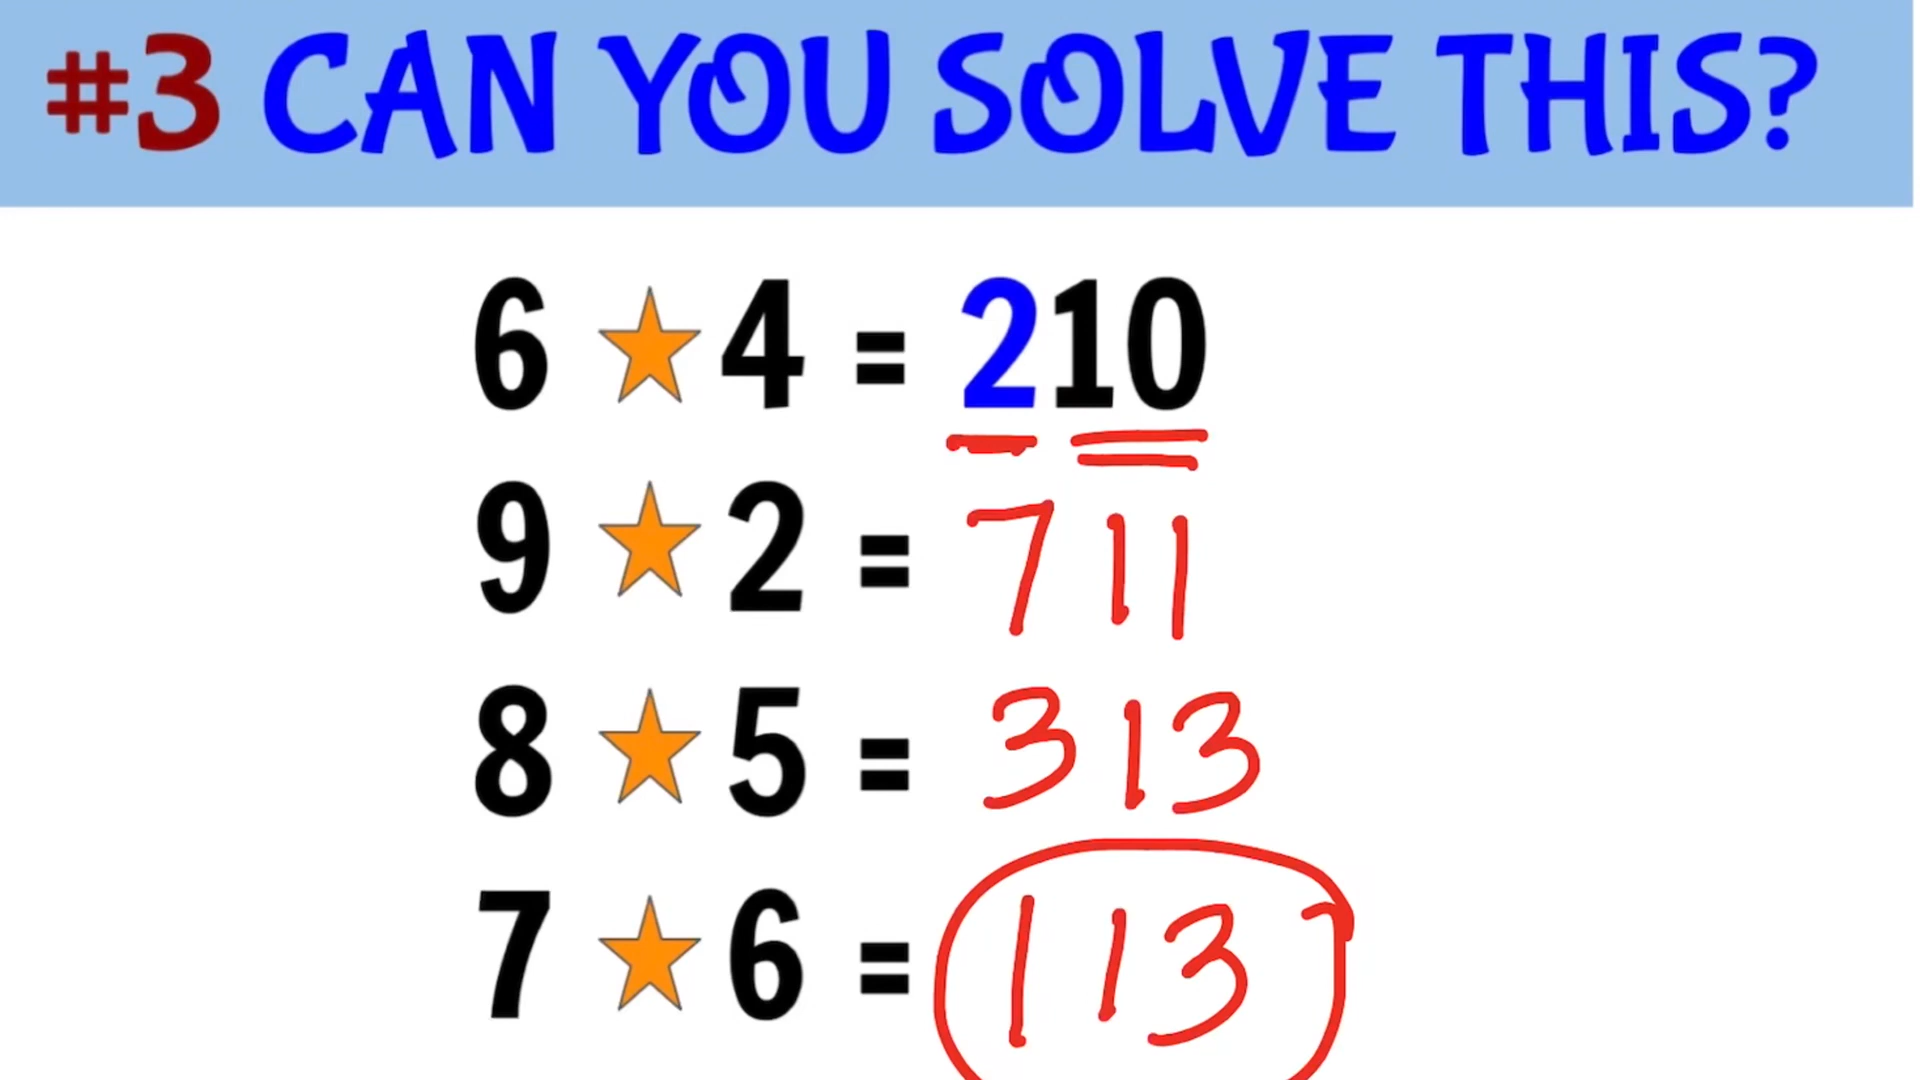 #3 CAN YOU SOLVE THIS?
6 ★ 4 = 210
9 ★ 2 = 711
8 ★ 5 = 313
7 ★ 6 = 113